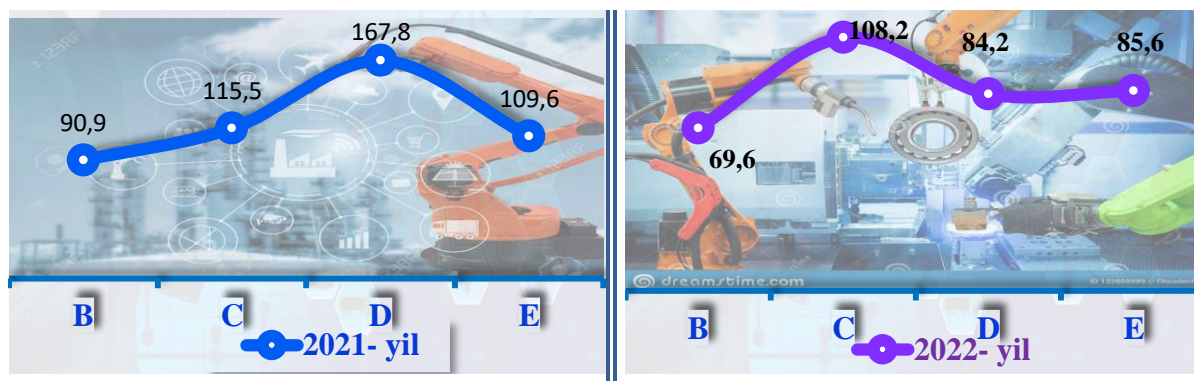 167,8
115,5
109,6
90,9
B C D E
2021- yil
108,2
84,2
85,6
69,6
dreamstime.com
B C D E
2022- yil